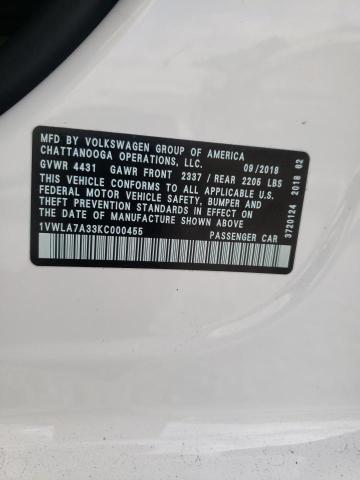 MFD BY VOLKSWAGEN GROUP OF AMERICA
CHATTANOOGA OPERATIONS, LLC. 09/2018
GVWR 4431 GAWR FRONT 2337/REAR 2205 LBS
THIS VEHICLE CONFORMS TO ALL APPLICABLE U.S.
FEDERAL MOTOR VEHICLE SAFETY, BUMPER AND
THEFT PREVENTION STANDARDS IN EFFECT ON
THE DATE OF MANUFACTURE SHOWN ABOVE
1VWLA7A33KC000455 PASSENGER CAR
3720124 2018 82